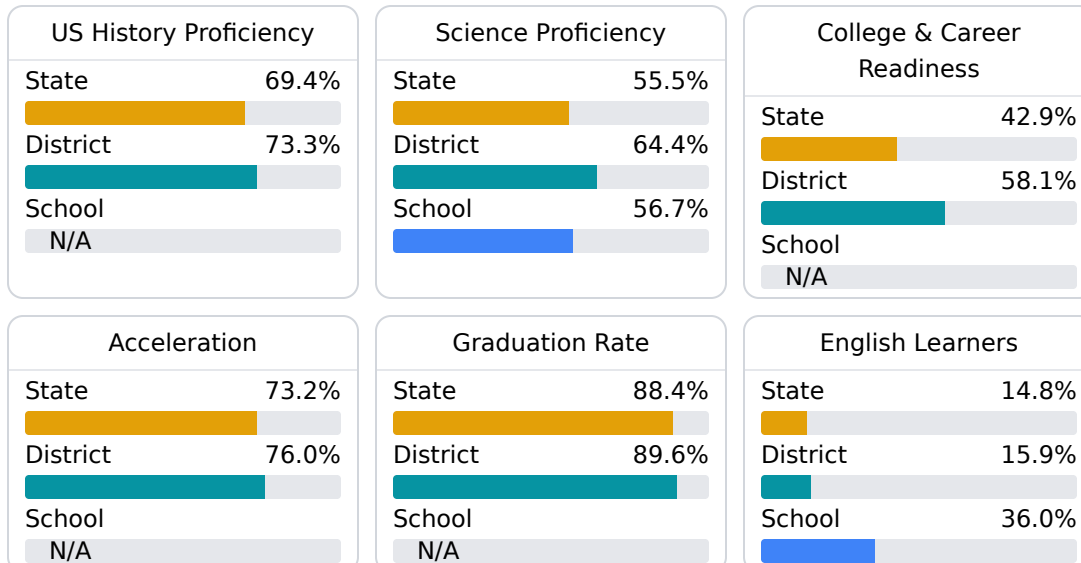 US History Proficiency
State 69.4%
District 73.3%
School
N/A
Science Proficiency
State 55.5%
District 64.4%
School 56.7%
College & Career
Readiness
State 42.9%
District 58.1%
School
N/A
Acceleration
State 73.2%
District 76.0%
School
N/A
Graduation Rate
State 88.4%
District 89.6%
School
N/A
English Learners
State 14.8%
District 15.9%
School 36.0%